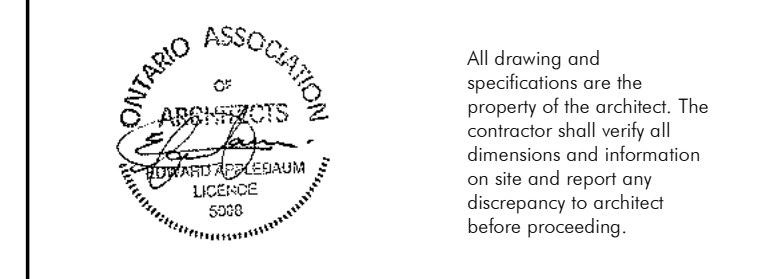 ONTARIO ASSOCIATION
OF
ARCHITECTS
EDWARD APPLEBAUM
LICENCE
All drawing and
specifications are the
property of the architect. The
contractor shall verify all
dimensions and information
on site and report any
discrepancy to architect
before proceeding.